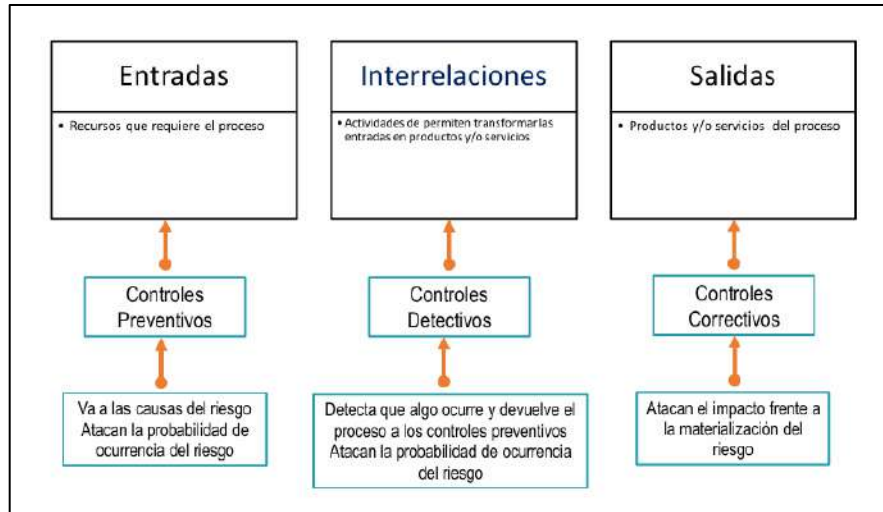 Entradas
• Recursos que requiere el proceso
Interrelaciones
• Actividades de permiten transformar las
entradas en productos y/o servicios
Salidas
• Productos y/o servicios del proceso
Controles
Preventivos
Controles
Detectivos
Controles
Correctivos
Va a las causas del riesgo
Atacan la probabilidad de
ocurrencia del riesgo
Detecta que algo ocurre y devuelve el
proceso a los controles preventivos
Atacan la probabilidad de ocurrencia
del riesgo
Atacan el impacto frente a
la materialización del
riesgo